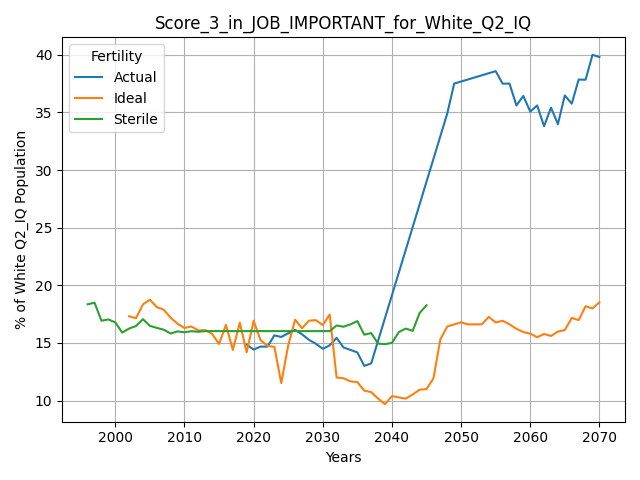 Score_3_in_JOB_IMPORTANT_for_White_Q2_IQ
Fertility
Actual
Ideal
Sterile
% of White Q2_IQ Population
40
35
30
25
20
15
10
2000
2010
2020
2030
2040
2050
2060
2070
Years